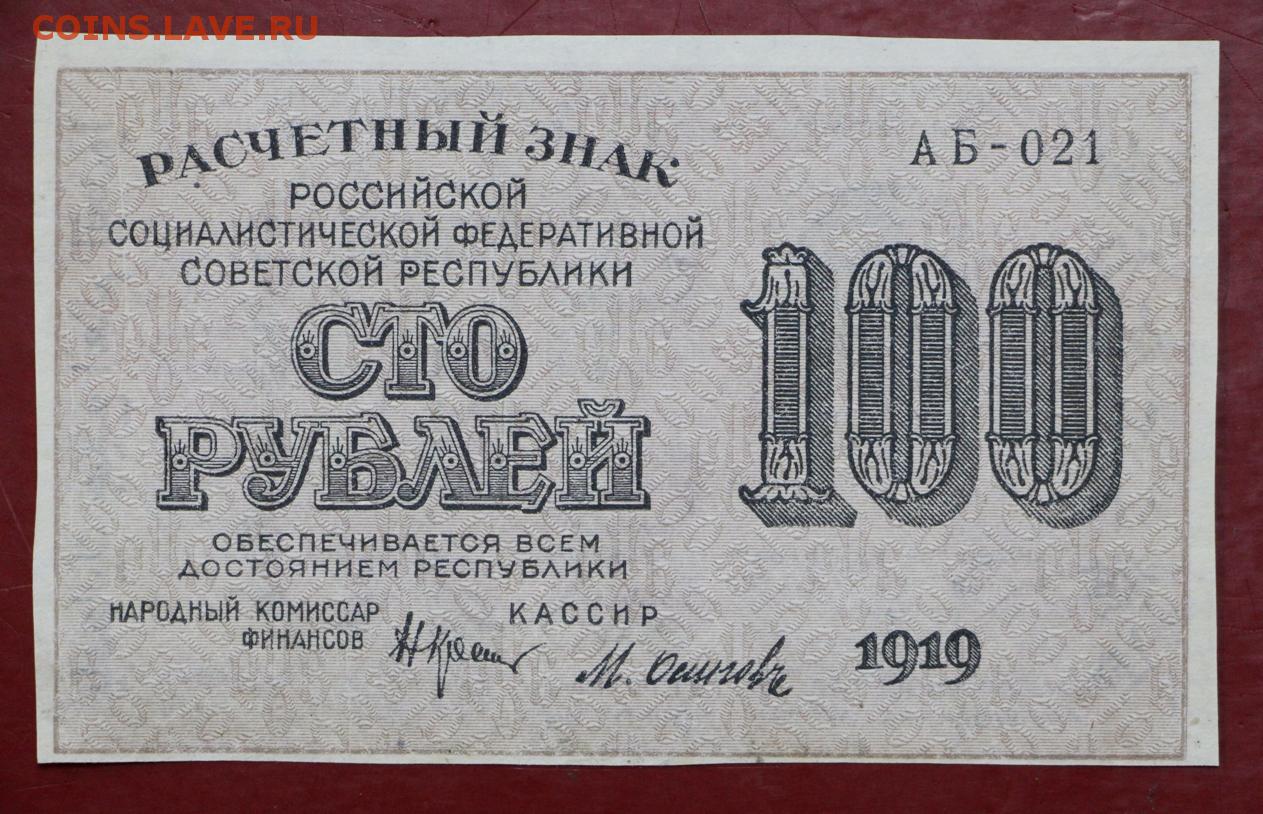 COINS.LAVE.RU
РАСЧЕТНЫЙ ЗНАК
АБ-021
РОССИЙСКОЙ
СОЦИАЛИСТИЧЕСКОЙ ФЕДЕРАТИВНОЙ
СОВЕТСКОЙ РЕСПУБЛИКИ
СТО
РУБЛЕЙ
100
ОБЕСПЕЧИВАЕТСЯ ВСЕМ
ДОСТОЯНИЕМ РЕСПУБЛИКИ
НАРОДНЫЙ КОМИССАР
ФИНАНСОВ
КАССИР
М. Осиповъ
1919